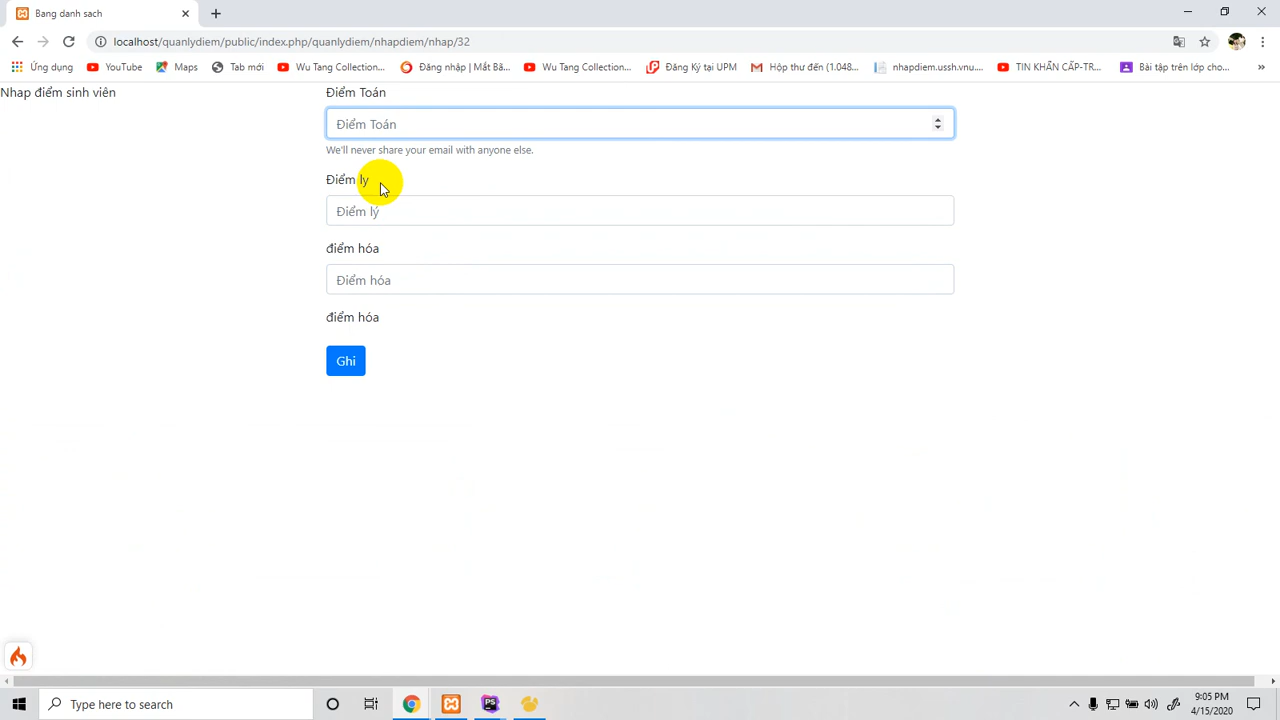 Bang danh sach
localhost/quanlydiem/public/index.php/quanlydiem/nhapdiem/nhap/32
Ứng dụng YouTube Maps Tab mới Wu Tang Collection... Đăng nhập | Mắt Bã... Wu Tang Collection... Đăng Ký tại UPM Hộp thư đến (1.048... nhapdiem.ussh.vnu.... TIN KHẨN CẤP-TR... Bài tập trên lớp cho... »
Nhap điểm sinh viên
Điểm Toán
Điểm Toán
We'll never share your email with anyone else.
Điểm ly
Điểm lý
điểm hóa
Điểm hóa
điểm hóa
Ghi
Type here to search
PS
9:05 PM
4/15/2020